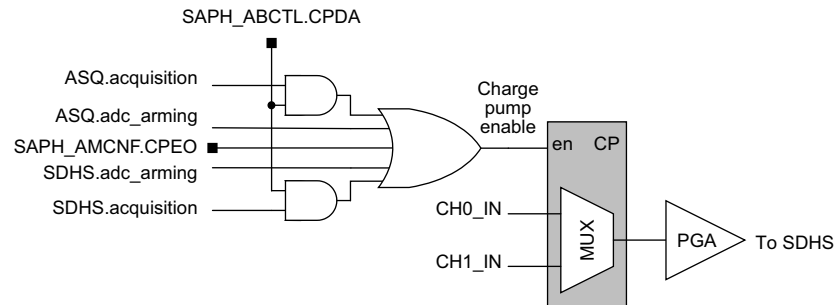 SAPH_ABCTL.CPDA
ASQ.acquisition
ASQ.adc_arming
SAPH_AMCNF.CPEO
SDHS.adc_arming
SDHS.acquisition
Charge
pump
enable
en CP
CH0_IN
CH1_IN
MUX
PGA
To SDHS